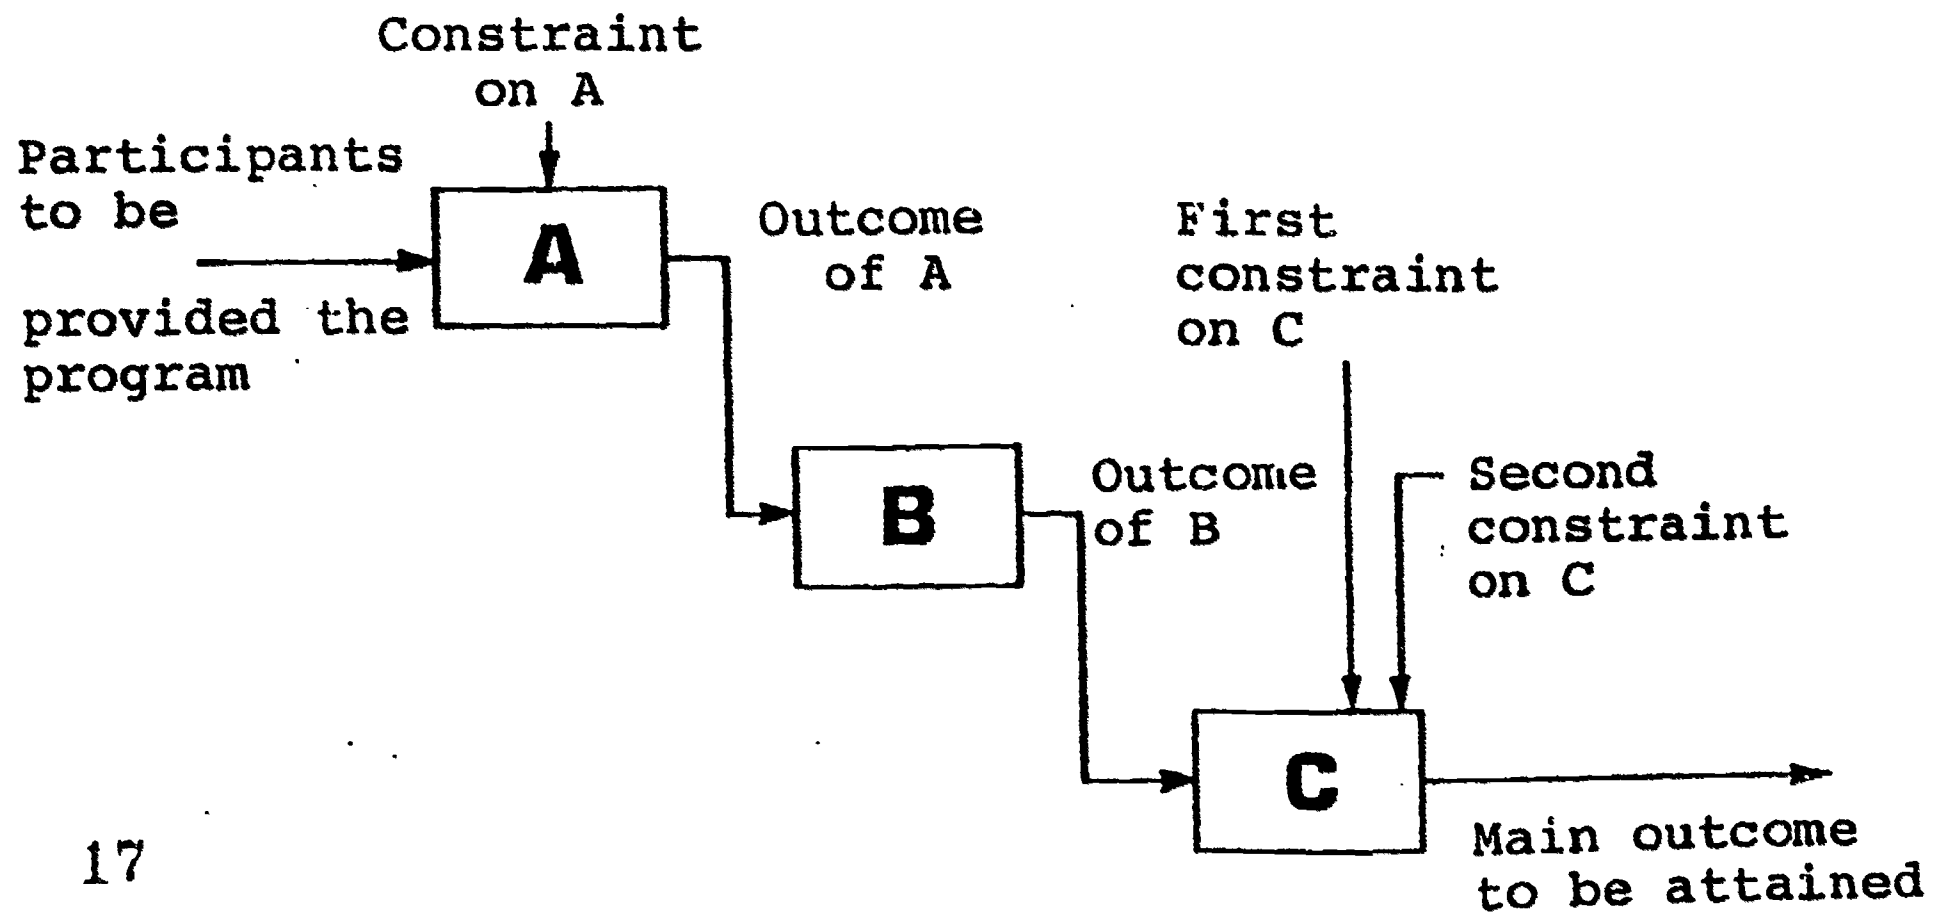 Constraint
on A
Participants
to be
provided the
program
A
Outcome
of A
First
constraint
on C
B
Outcome
of B
Second
constraint
on C
C
Main outcome
to be attained
17